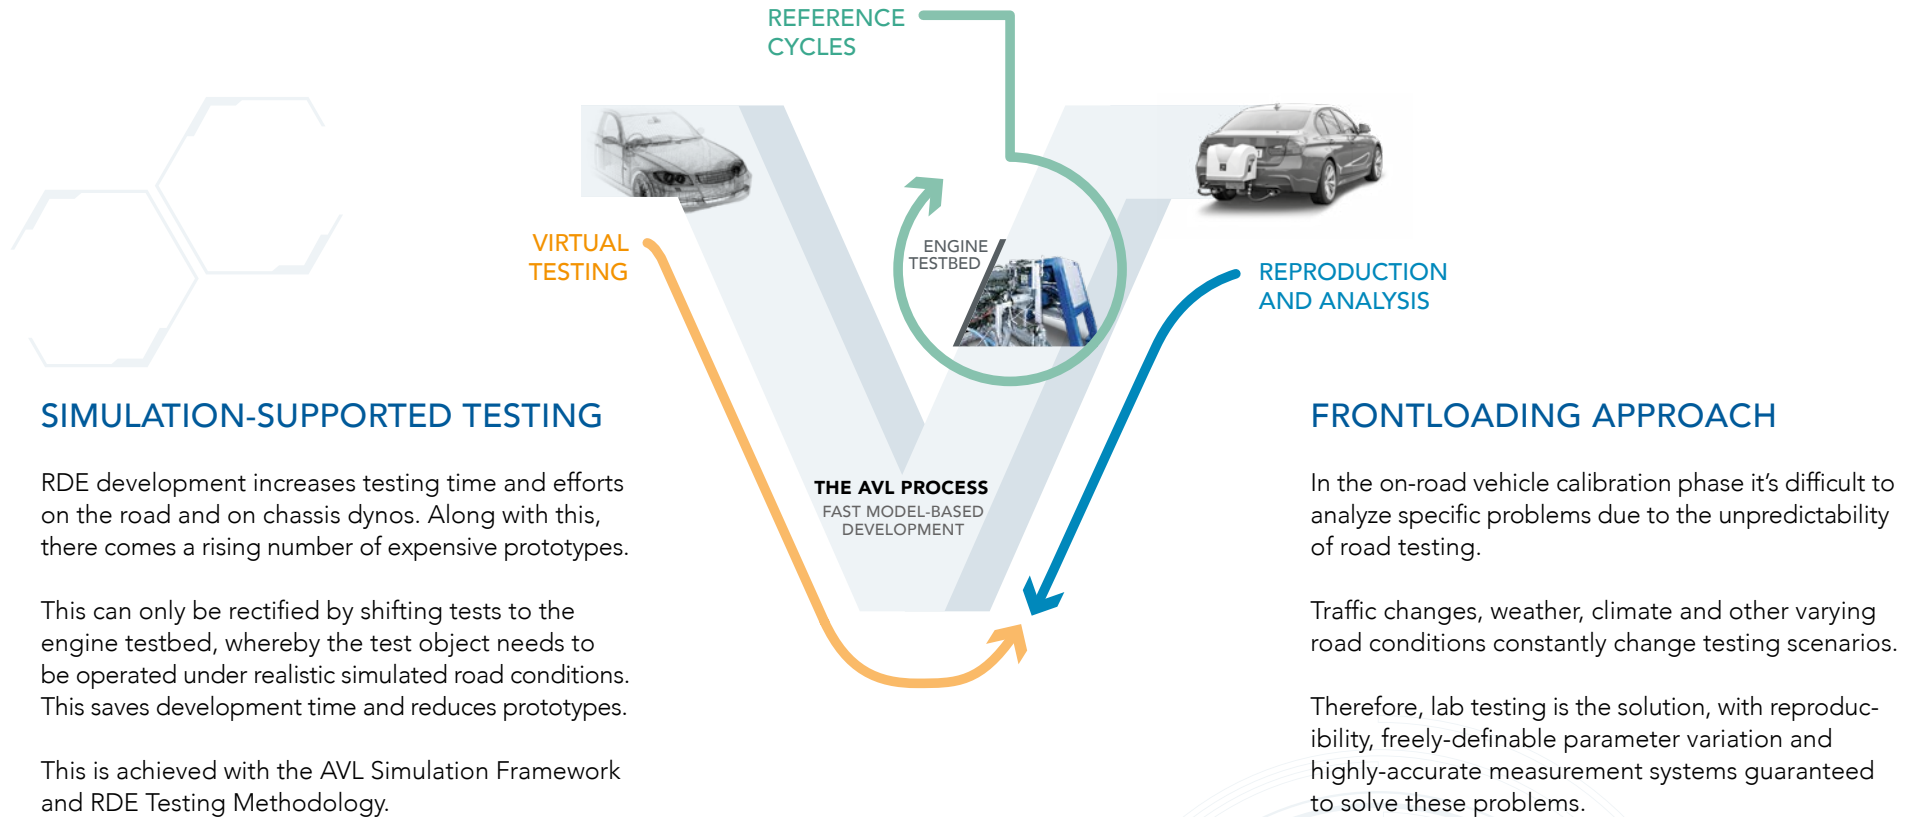 REFERENCE
CYCLES
VIRTUAL
TESTING
ENGINE
TESTBED
REPRODUCTION
AND ANALYSIS
THE AVL PROCESS
FAST MODEL-BASED
DEVELOPMENT
SIMULATION-SUPPORTED TESTING
RDE development increases testing time and efforts
on the road and on chassis dynos. Along with this,
there comes a rising number of expensive prototypes.
This can only be rectified by shifting tests to the
engine testbed, whereby the test object needs to
be operated under realistic simulated road conditions.
This saves development time and reduces prototypes.
This is achieved with the AVL Simulation Framework
and RDE Testing Methodology.
FRONTLOADING APPROACH
In the on-road vehicle calibration phase it’s difficult to
analyze specific problems due to the unpredictability
of road testing.
Traffic changes, weather, climate and other varying
road conditions constantly change testing scenarios.
Therefore, lab testing is the solution, with reproduc-
ibility, freely-definable parameter variation and
highly-accurate measurement systems guaranteed
to solve these problems.